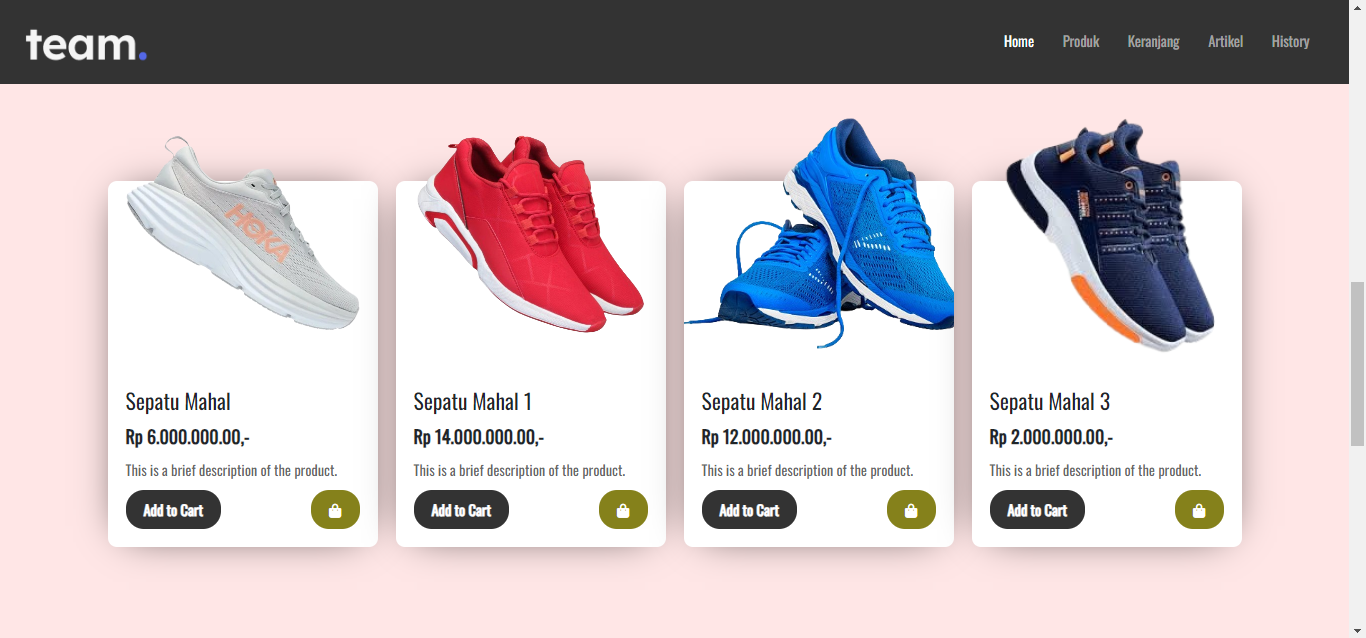 team.
Home Produk Keranjang Artikel History
HOKA
Sepatu Mahal
Rp 6.000.000.00,-
This is a brief description of the product.
Add to Cart
Sepatu Mahal 1
Rp 14.000.000.00,-
This is a brief description of the product.
Add to Cart
Sepatu Mahal 2
Rp 12.000.000.00,-
This is a brief description of the product.
Add to Cart
Sepatu Mahal 3
Rp 2.000.000.00,-
This is a brief description of the product.
Add to Cart